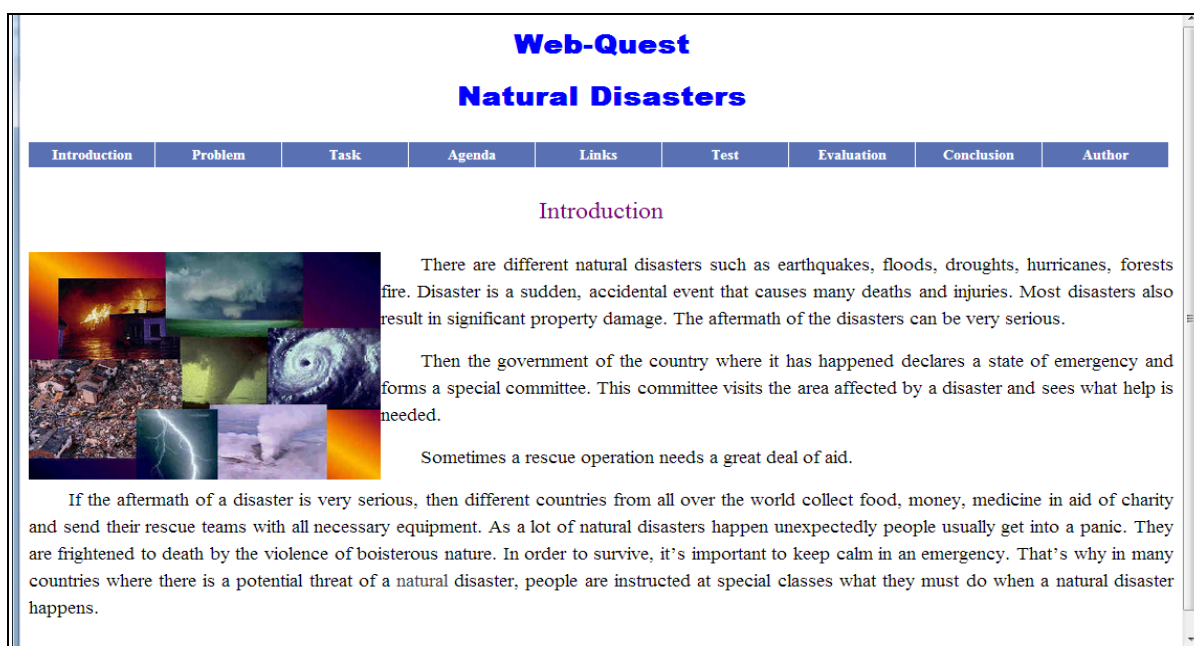 Web-Quest
Natural Disasters
Introduction Problem Task Agenda Links Test Evaluation Conclusion Author
Introduction
There are different natural disasters such as earthquakes, floods, droughts, hurricanes, forests
fire. Disaster is a sudden, accidental event that causes many deaths and injuries. Most disasters also
result in significant property damage. The aftermath of the disasters can be very serious.
Then the government of the country where it has happened declares a state of emergency and
forms a special committee. This committee visits the area affected by a disaster and sees what help is
needed.
Sometimes a rescue operation needs a great deal of aid.
If the aftermath of a disaster is very serious, then different countries from all over the world collect food, money, medicine in aid of charity
and send their rescue teams with all necessary equipment. As a lot of natural disasters happen unexpectedly people usually get into a panic. They
are frightened to death by the violence of boisterous nature. In order to survive, it's important to keep calm in an emergency. That's why in many
countries where there is a potential threat of a natural disaster, people are instructed at special classes what they must do when a natural disaster
happens.